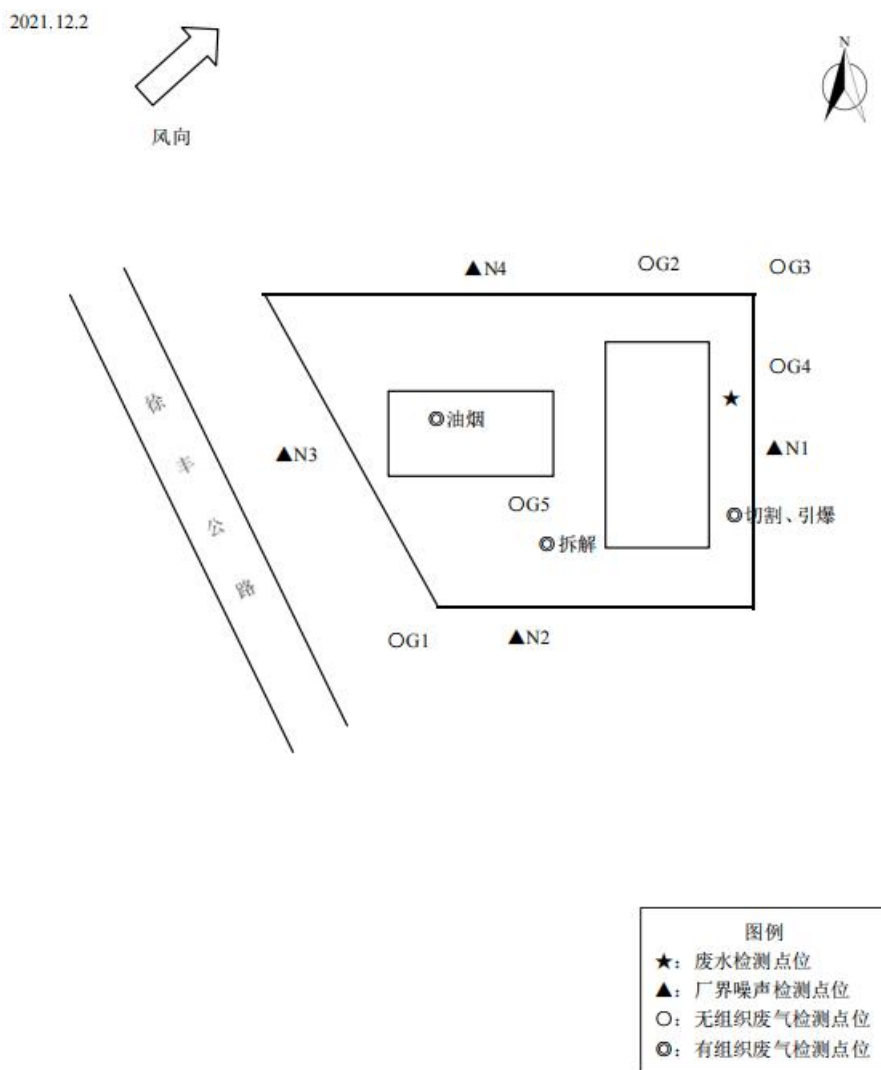 2021.12.2
N
风向
▲N4
○G2
○G3
○G4
★
◎油烟
▲N3
▲N1
○G5
◎切割、引爆
◎拆解
○G1
▲N2
徐丰公路
图例
★：废水检测点位
▲：厂界噪声检测点位
○：无组织废气检测点位
◎：有组织废气检测点位